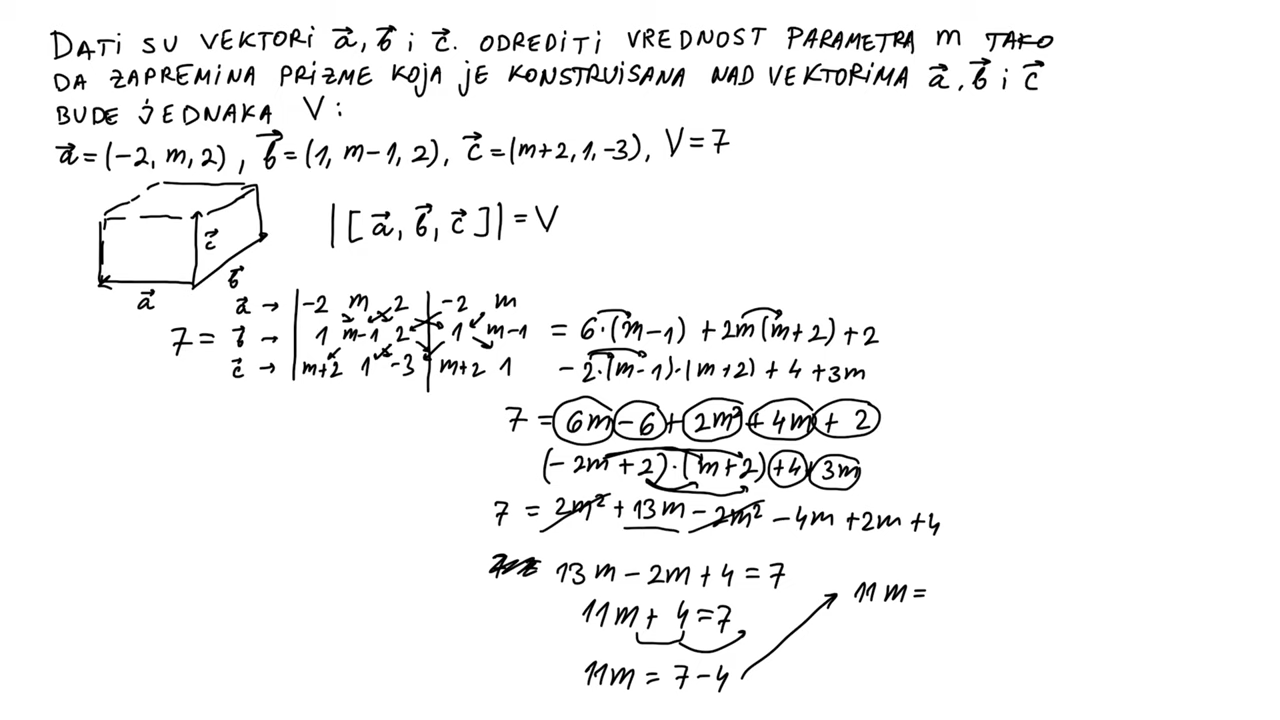 DATI SU VEKTORI a⃗, b⃗ i c⃗. ODREDITI VREDNOST PARAMETRA m TAKO
DA ZAPREMINA PRIZME KOJA JE KONSTRUISANA NAD VEKTORIMA a⃗, b⃗ i c⃗
BUDE JEDNAKA V:
a⃗=(-2, m, 2), b⃗=(1, m-1, 2), c⃗=(m+2, 1, -3), V=7
|[a⃗, b⃗, c⃗]|=V
c⃗
b⃗
a⃗
a⃗ → | -2 m 2 | -2 m
7 = b⃗ → | 1 m-1 2 | 1 m-1 = 6·(m-1) + 2m(m+2) + 2
c⃗ → | m+2 1 -3 | m+2 1 - 2·(m-1)·(m+2) + 4 + 3m
7 = 6m - 6 + 2m² + 4m + 2
(-2m + 2)·(m+2) + 4 + 3m
7 = 2m² + 13m - 2m² - 4m + 2m + 4
13m - 2m + 4 = 7
11m + 4 = 7
11m = 7 - 4
11m =